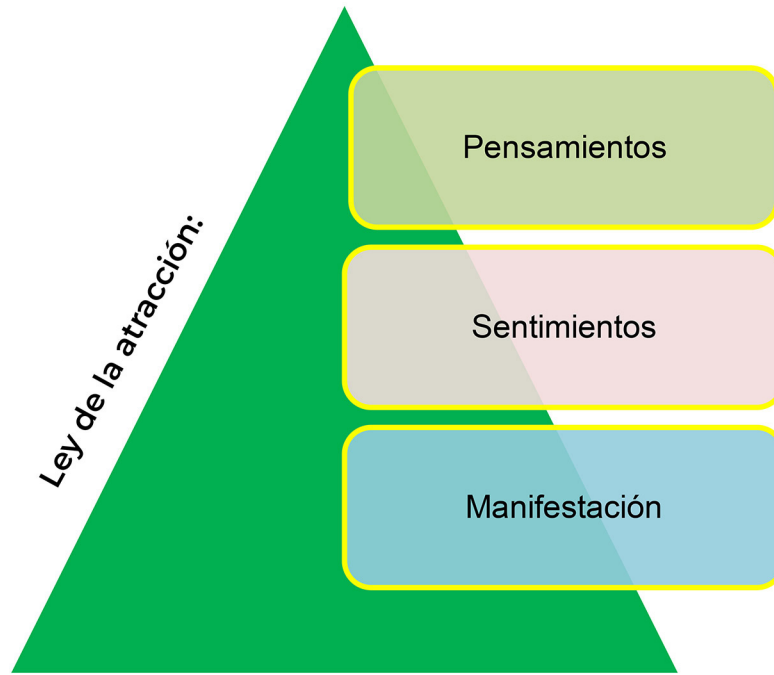 Ley de la atracción:
Pensamientos
Sentimientos
Manifestación